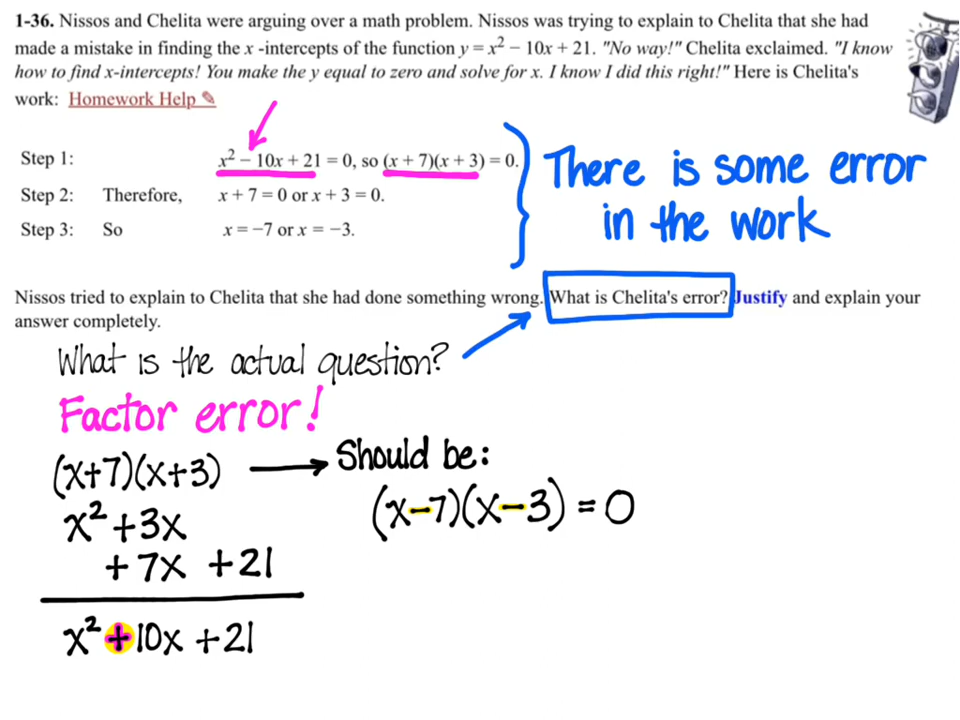 1-36. Nissos and Chelita were arguing over a math problem. Nissos was trying to explain to Chelita that she had
made a mistake in finding the x -intercepts of the function y = x² − 10x + 21. "No way!" Chelita exclaimed. "I know
how to find x-intercepts! You make the y equal to zero and solve for x. I know I did this right!" Here is Chelita's
work: Homework Help ✎
Step 1: x² − 10x + 21 = 0, so (x + 7)(x + 3) = 0.
Step 2: Therefore, x + 7 = 0 or x + 3 = 0.
Step 3: So x = −7 or x = −3.
There is some error
in the work
Nissos tried to explain to Chelita that she had done something wrong. What is Chelita's error? Justify and explain your
answer completely.
What is the actual question?
Factor error!
(x+7)(x+3) → Should be:
(x−7)(x−3) = 0
x² +3x
+7x +21
x² +10x +21